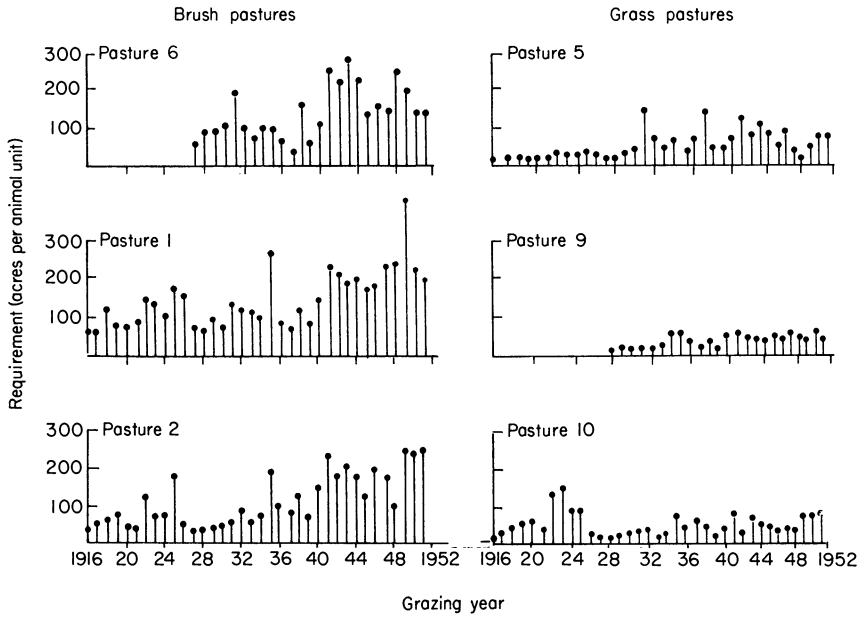 Brush pastures
Grass pastures
300 Pasture 6
200
100
Pasture 5
300 Pasture 1
200
100
Pasture 9
300 Pasture 2
200
100
Pasture 10
Requirement (acres per animal unit)
1916 20 24 28 32 36 40 44 48 1952
1916 20 24 28 32 36 40 44 48 1952
Grazing year